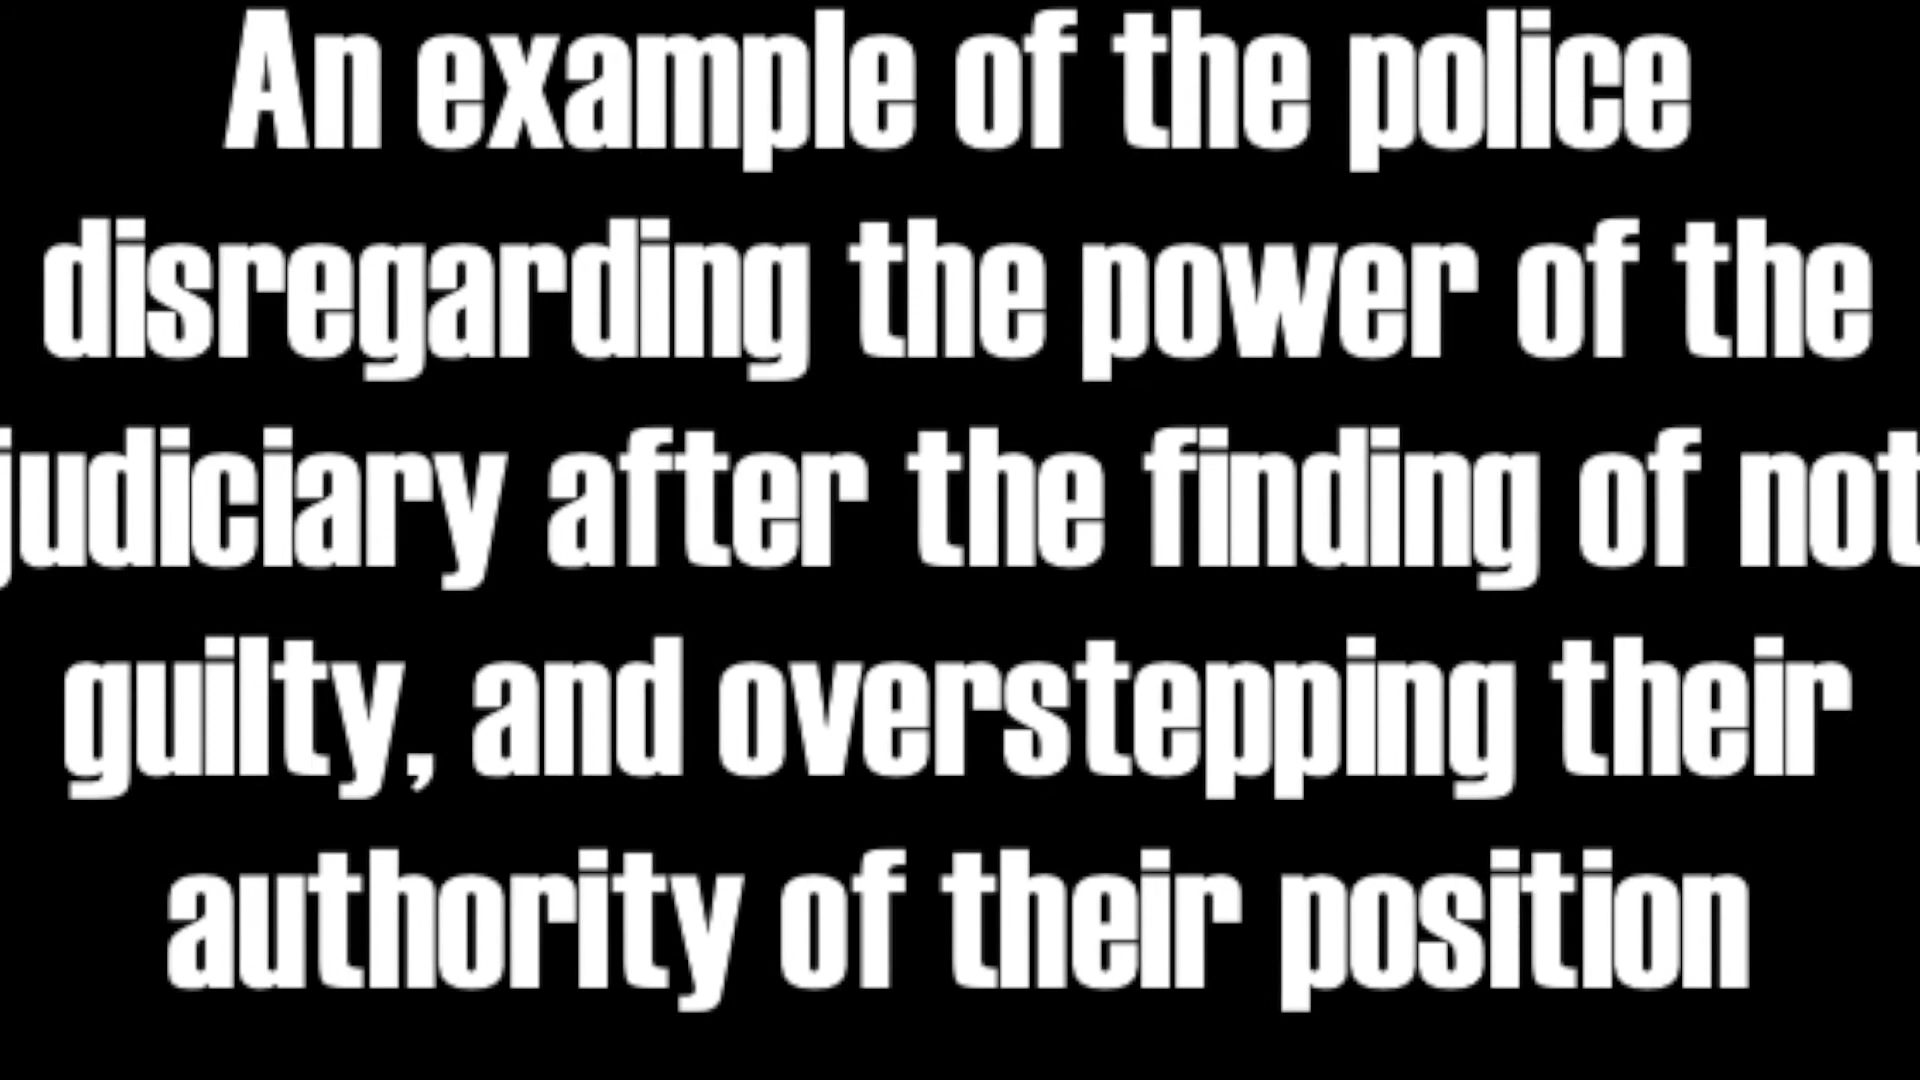 An example of the police
disregarding the power of the
judiciary after the finding of not
guilty, and overstepping their
authority of their position